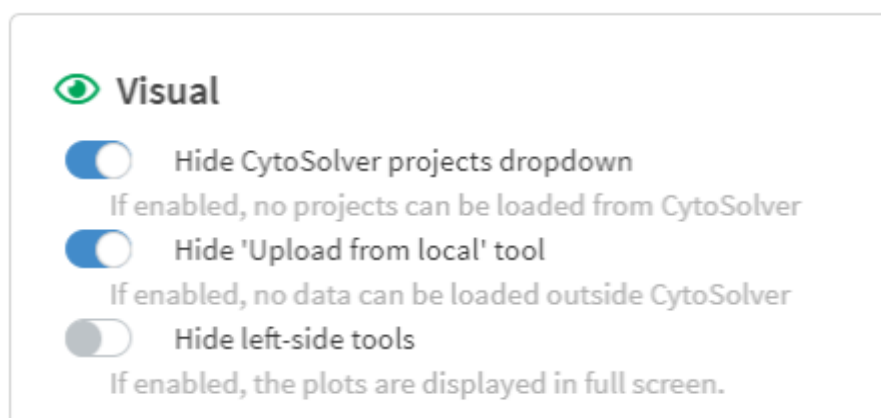 Visual
Hide CytoSolver projects dropdown
If enabled, no projects can be loaded from CytoSolver
Hide 'Upload from local' tool
If enabled, no data can be loaded outside CytoSolver
Hide left-side tools
If enabled, the plots are displayed in full screen.